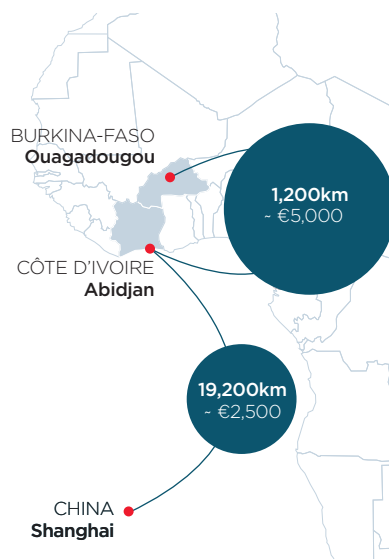 BURKINA-FASO
Ouagadougou
1,200km
~ €5,000
CÔTE D'IVOIRE
Abidjan
19,200km
~ €2,500
CHINA
Shanghai